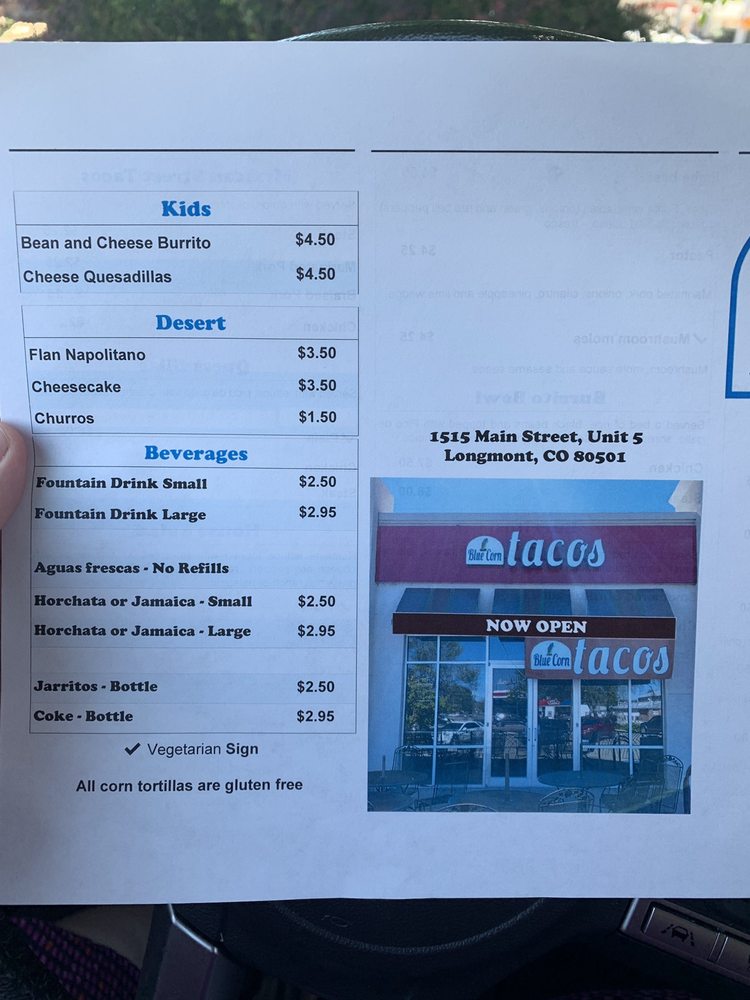 Kids
Bean and Cheese Burrito $4.50
Cheese Quesadillas $4.50
Desert
Flan Napolitano $3.50
Cheesecake $3.50
Churros $1.50
Beverages
Fountain Drink Small $2.50
Fountain Drink Large $2.95
Aguas frescas - No Refills
Horchata or Jamaica - Small $2.50
Horchata or Jamaica - Large $2.95
Jarritos - Bottle $2.50
Coke - Bottle $2.95
✓ Vegetarian Sign
All corn tortillas are gluten free
1515 Main Street, Unit 5
Longmont, CO 80501
Blue Corn tacos
NOW OPEN
Blue Corn tacos